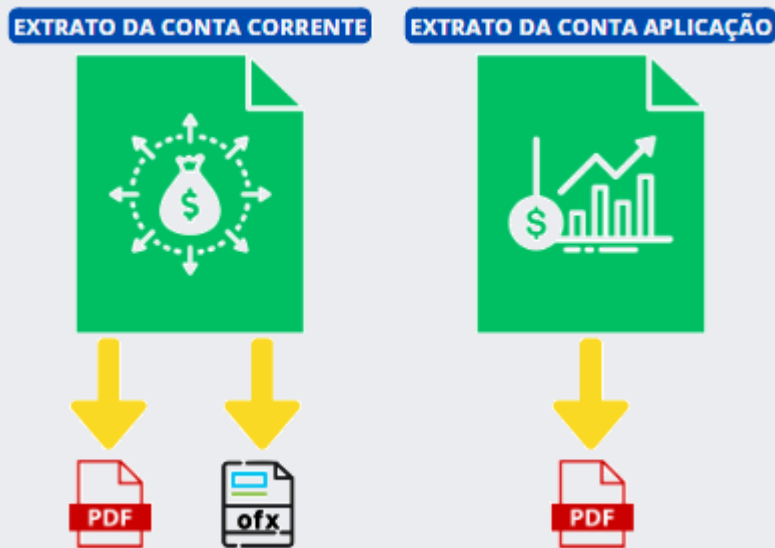 EXTRATO DA CONTA CORRENTE
EXTRATO DA CONTA APLICAÇÃO
$
$
PDF
ofx
PDF